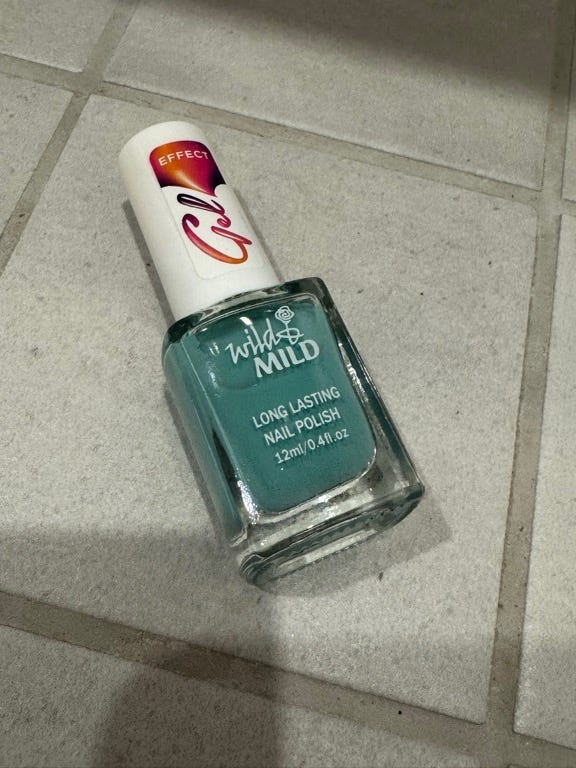 EFFECT
Gel
wild &
MILD
LONG LASTING
NAIL POLISH
12ml/0.4fl.oz